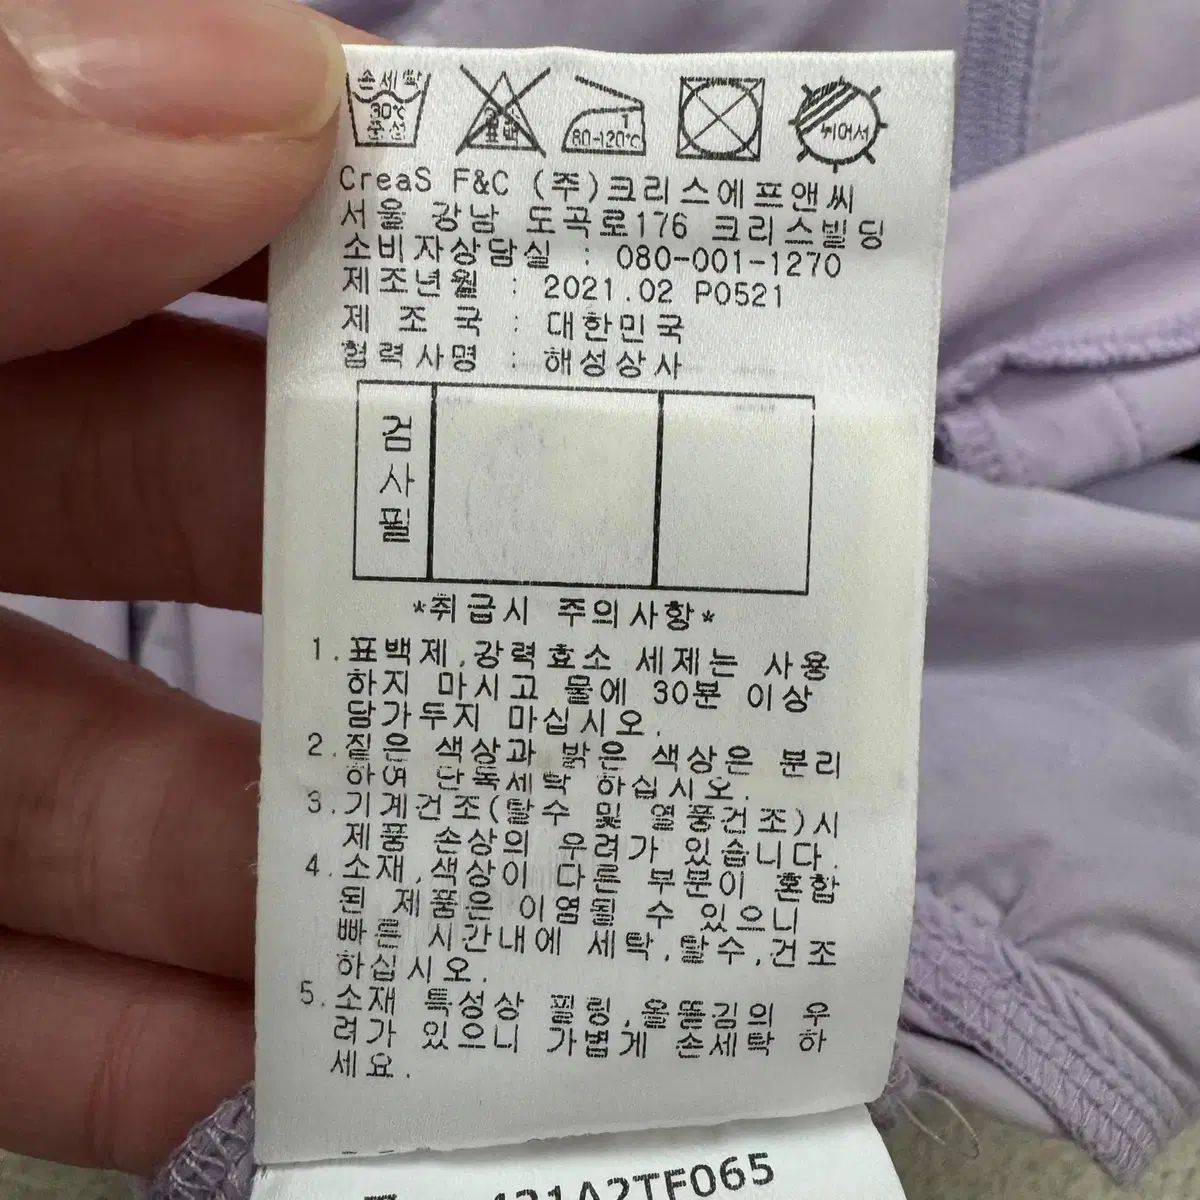 손세탁
30℃
중성
표백
1
80-120℃
뉘어서
CreaS F&C (주)크리스에프앤씨
서울 강남 도곡로176 크리스빌딩
소비자상담실 : 080-001-1270
제조년월 : 2021.02 P0521
제 조 국 : 대한민국
협력사명 : 해성상사
검
사
필
*취급시 주의사항*
1.표백제,강력효소 세제는 사용
하지 마시고 물에 30분 이상
담가두지 마십시오.
2.짙은 색상과 밝은 색상은 분리
하여 단독세탁 하십시오.
3.기계건조(탈수 및 열풍건조)시
제품 손상의 우려가 있습니다.
4.소재,색상이 다른 부분이 혼합
된 제품은 이염될 수 있으니
빠른 시간내에 세탁,탈수,건조
하십시오.
5.소재 특성상 필링,올뜯김의 우
려가 있으니 가볍게 손세탁 하
세요.
421A2TF065